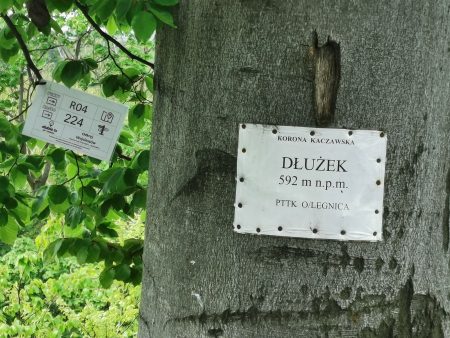 R04
224
KORONA KACZAWSKA
DŁUŻEK
592 m n.p.m.
PTTK O/LEGNICA